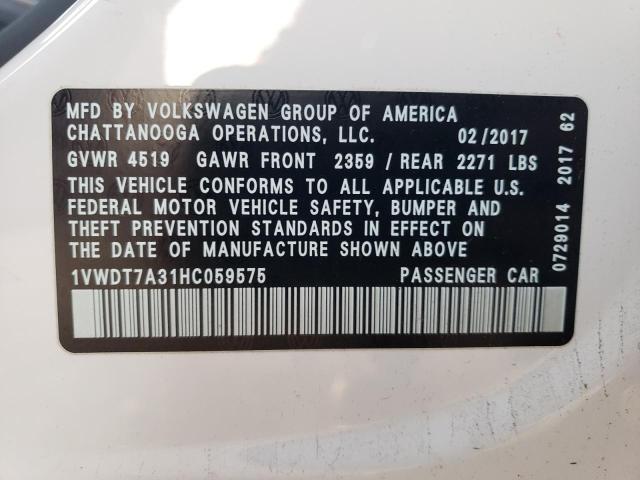 MFD BY VOLKSWAGEN GROUP OF AMERICA
CHATTANOOGA OPERATIONS, LLC. 02/2017
GVWR 4519 GAWR FRONT 2359 / REAR 2271 LBS
THIS VEHICLE CONFORMS TO ALL APPLICABLE U.S.
FEDERAL MOTOR VEHICLE SAFETY, BUMPER AND
THEFT PREVENTION STANDARDS IN EFFECT ON
THE DATE OF MANUFACTURE SHOWN ABOVE
1VWDT7A31HC059575 PASSENGER CAR
0729014 2017 62